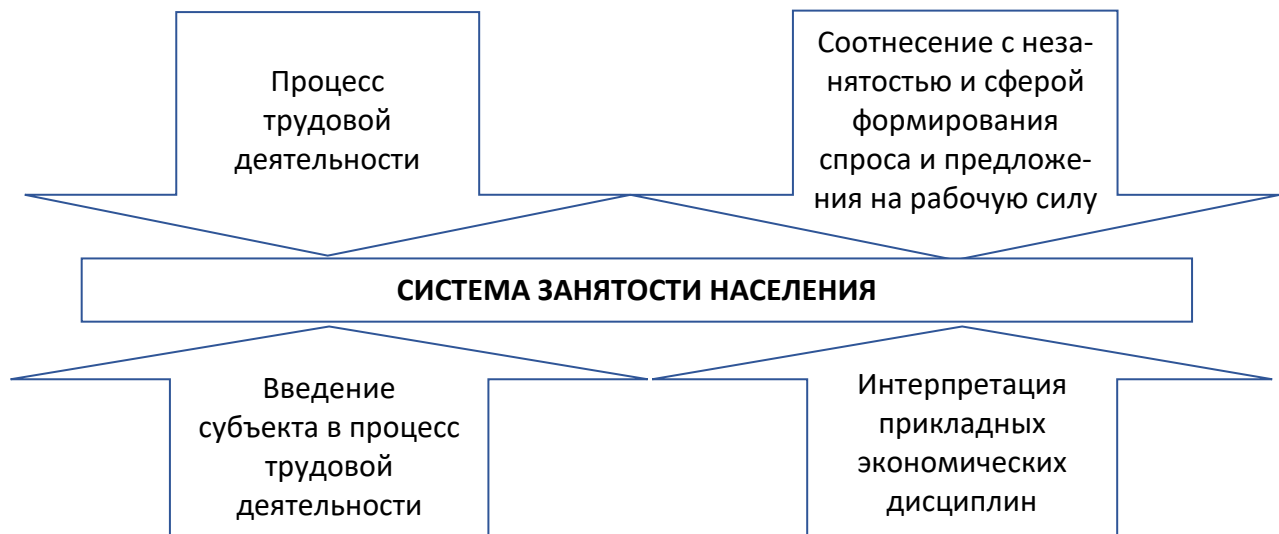 Процесс
трудовой
деятельности
Соотнесение с неза-
нятостью и сферой
формирования
спроса и предложе-
ния на рабочую силу
СИСТЕМА ЗАНЯТОСТИ НАСЕЛЕНИЯ
Введение
субъекта в процесс
трудовой
деятельности
Интерпретация
прикладных
экономических
дисциплин